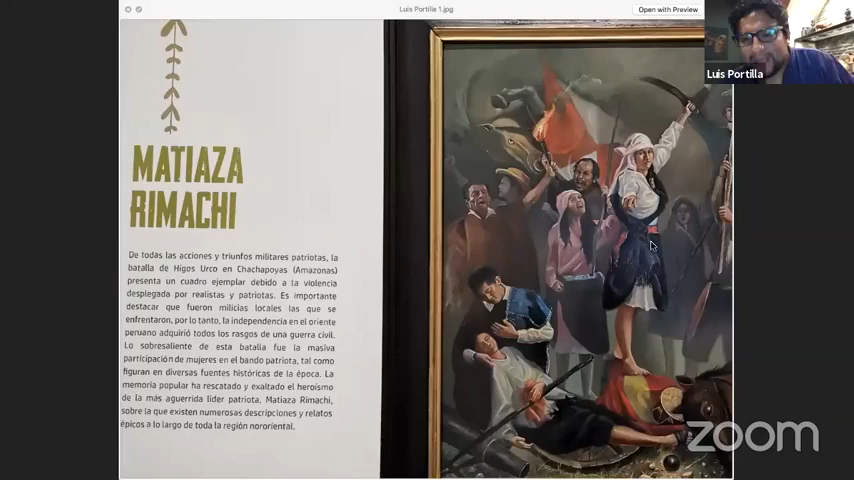 Luis Portilla 1.jpg
Open with Preview
Luis Portilla
MATIAZA
RIMACHI
De todas las acciones y triunfos militares patriotas, la
batalla de Higos Urco en Chachapoyas (Amazonas)
presenta un cuadro ejemplar debido a la violencia
desplegada por realistas y patriotas. Es importante
destacar que fueron milicias locales las que se
enfrentaron, por lo tanto, la independencia en el oriente
peruano adquirió todos los rasgos de una guerra civil.
Lo sobresaliente de esta batalla fue la masiva
participación de mujeres en el bando patriota, tal como
figuran en diversas fuentes históricas de la época. La
memoria popular ha rescatado y exaltado el heroísmo
de la más aguerrida líder patriota, Matiaza Rimachi,
sobre la que existen numerosas descripciones y relatos
épicos a lo largo de toda la región nororiental.
zoom